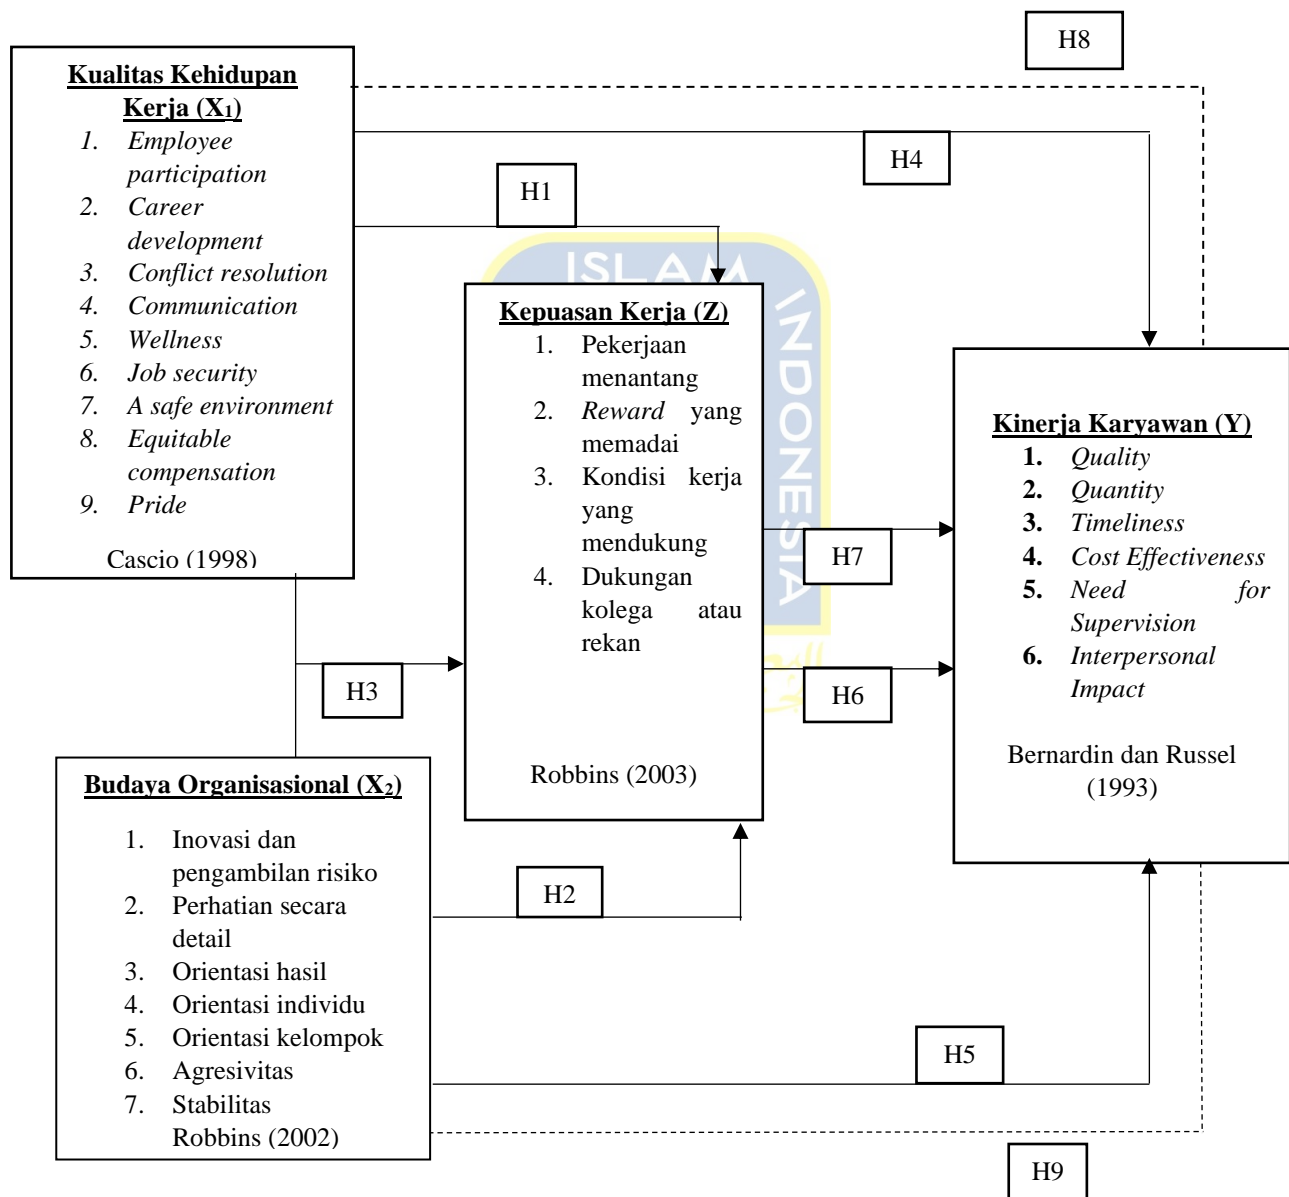 H8
Kualitas Kehidupan
Kerja (X1)
1. Employee
participation
2. Career
development
3. Conflict resolution
4. Communication
5. Wellness
6. Job security
7. A safe environment
8. Equitable
compensation
9. Pride
Cascio (1998)
H4
H1
ISLAM
INDONESIA
Kepuasan Kerja (Z)
1. Pekerjaan
menantang
2. Reward yang
memadai
3. Kondisi kerja
yang
mendukung
4. Dukungan
kolega atau
rekan
Robbins (2003)
H7
H6
H3
Kinerja Karyawan (Y)
1. Quality
2. Quantity
3. Timeliness
4. Cost Effectiveness
5. Need for
Supervision
6. Interpersonal
Impact
Bernardin dan Russel
(1993)
Budaya Organisasional (X2)
1. Inovasi dan
pengambilan risiko
2. Perhatian secara
detail
3. Orientasi hasil
4. Orientasi individu
5. Orientasi kelompok
6. Agresivitas
7. Stabilitas
Robbins (2002)
H2
H5
H9